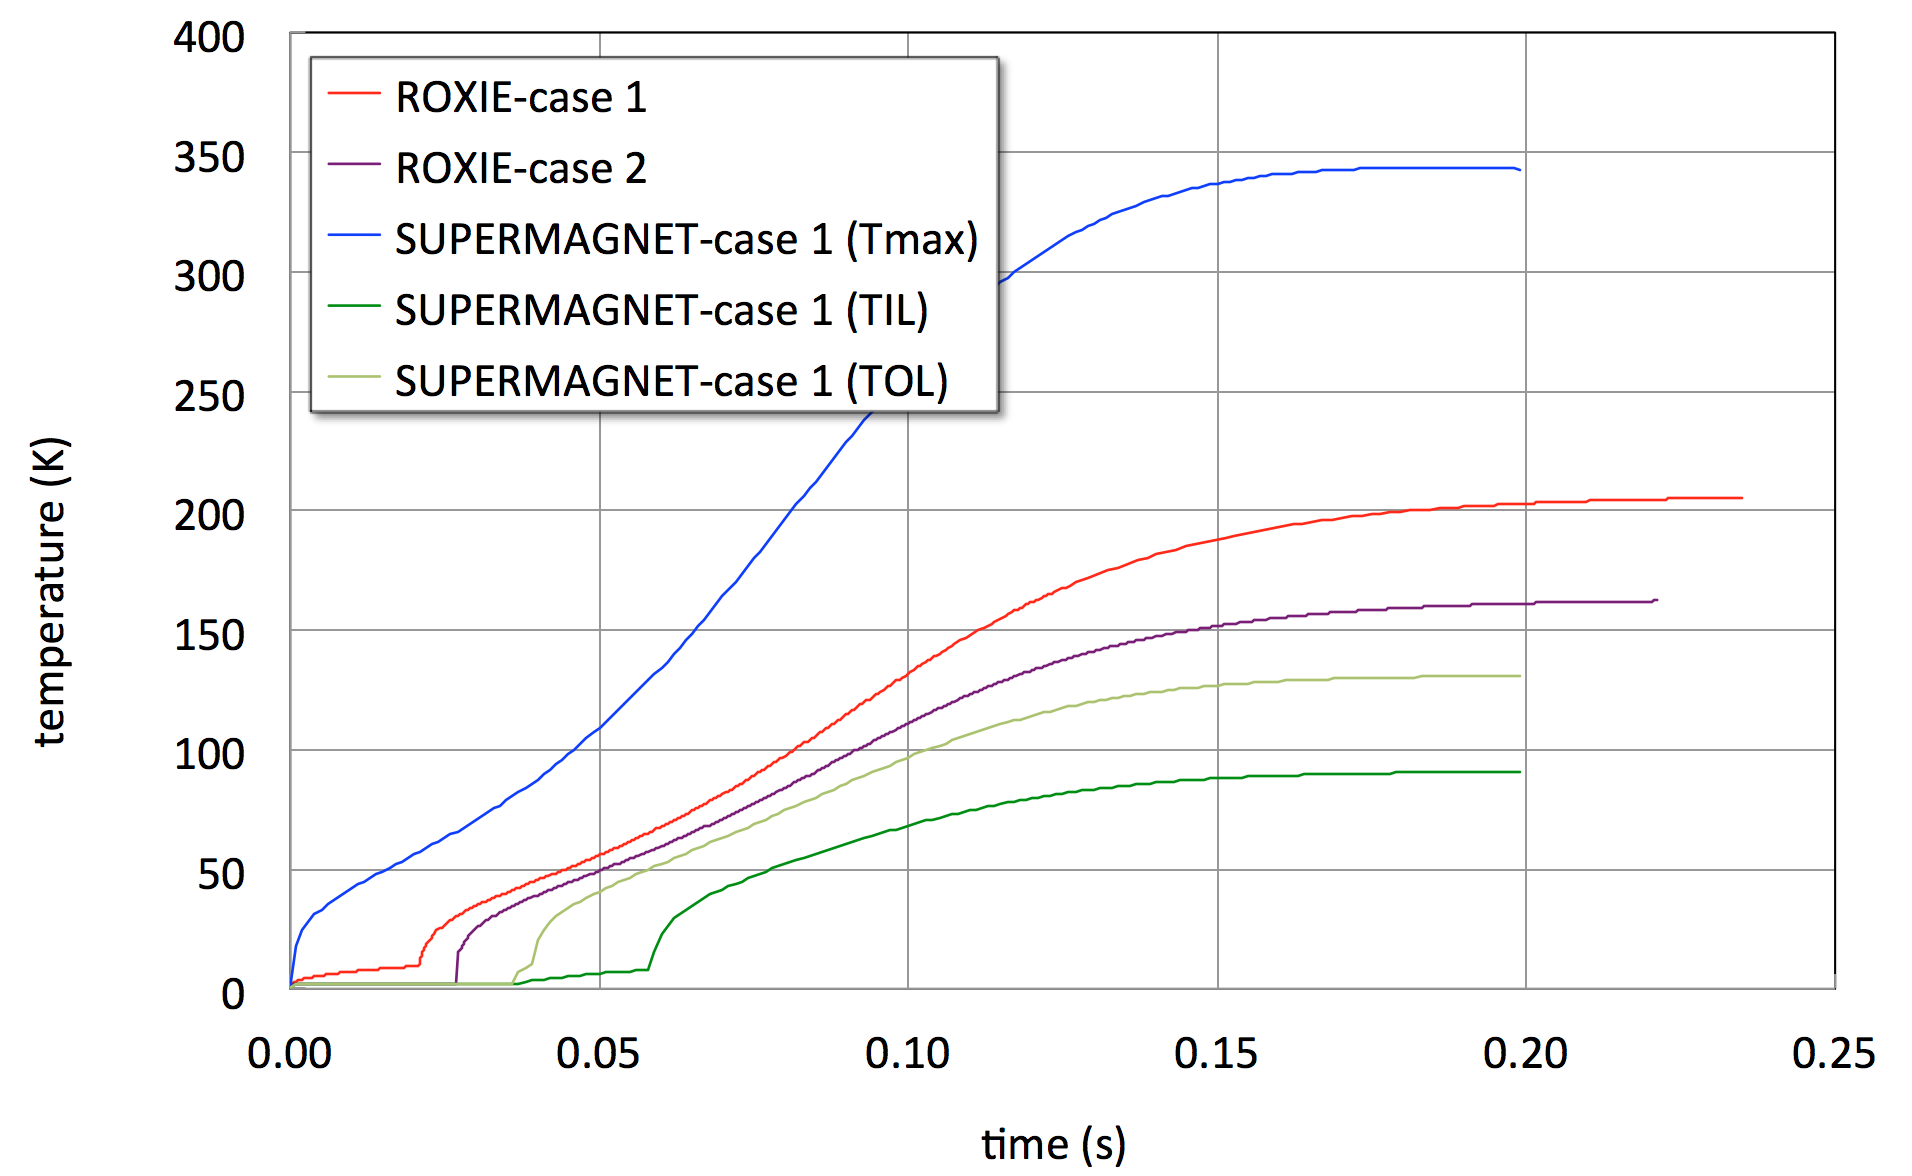 400
350
300
250
200
150
100
50
0
temperature (K)
ROXIE-case 1
ROXIE-case 2
SUPERMAGNET-case 1 (Tmax)
SUPERMAGNET-case 1 (TIL)
SUPERMAGNET-case 1 (TOL)
0.00 0.05 0.10 0.15 0.20 0.25
time (s)